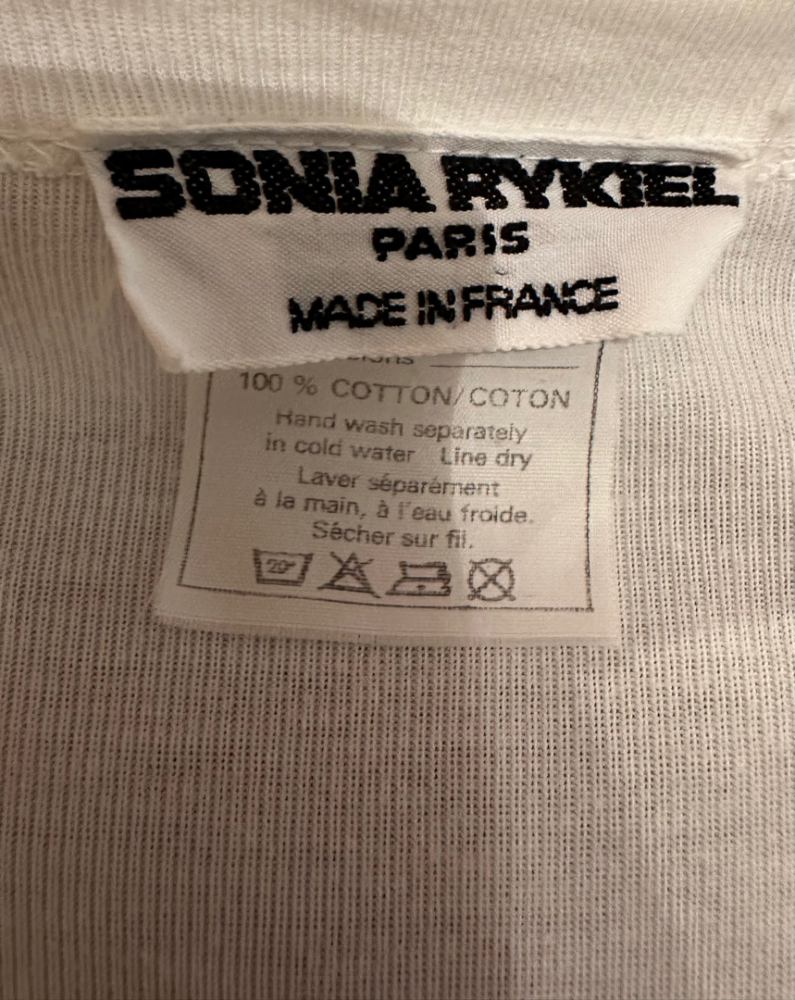 SONIA RYKIEL
PARIS
MADE IN FRANCE
100 % COTTON/COTON
Hand wash separately
in cold water Line dry
Laver séparément
à la main, à l'eau froide.
Sécher sur fil.